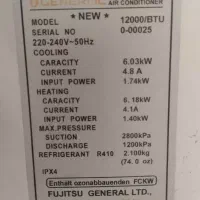 GENERAL AIR CONDITIONER
* NEW *
MODEL 12000/BTU
SERIAL NO 0-00025
220-240V~50Hz
COOLING
CAPACITY 6.03kW
CURRENT 4.8 A
INPUT POWER 1.74kW
HEATING
CAPACITY 6,18kW
CURRENT 4.1A
INPUT POWER 1.40kW
MAX.PRESSURE
SUCTION 2800kPa
DISCHARGE 1200kPa
REFRIGERANT R410 2,100kg
(74.0 oz)
IPX4
Enthält ozonabbauenden FCKW
FUJITSU GENERAL LTD.,